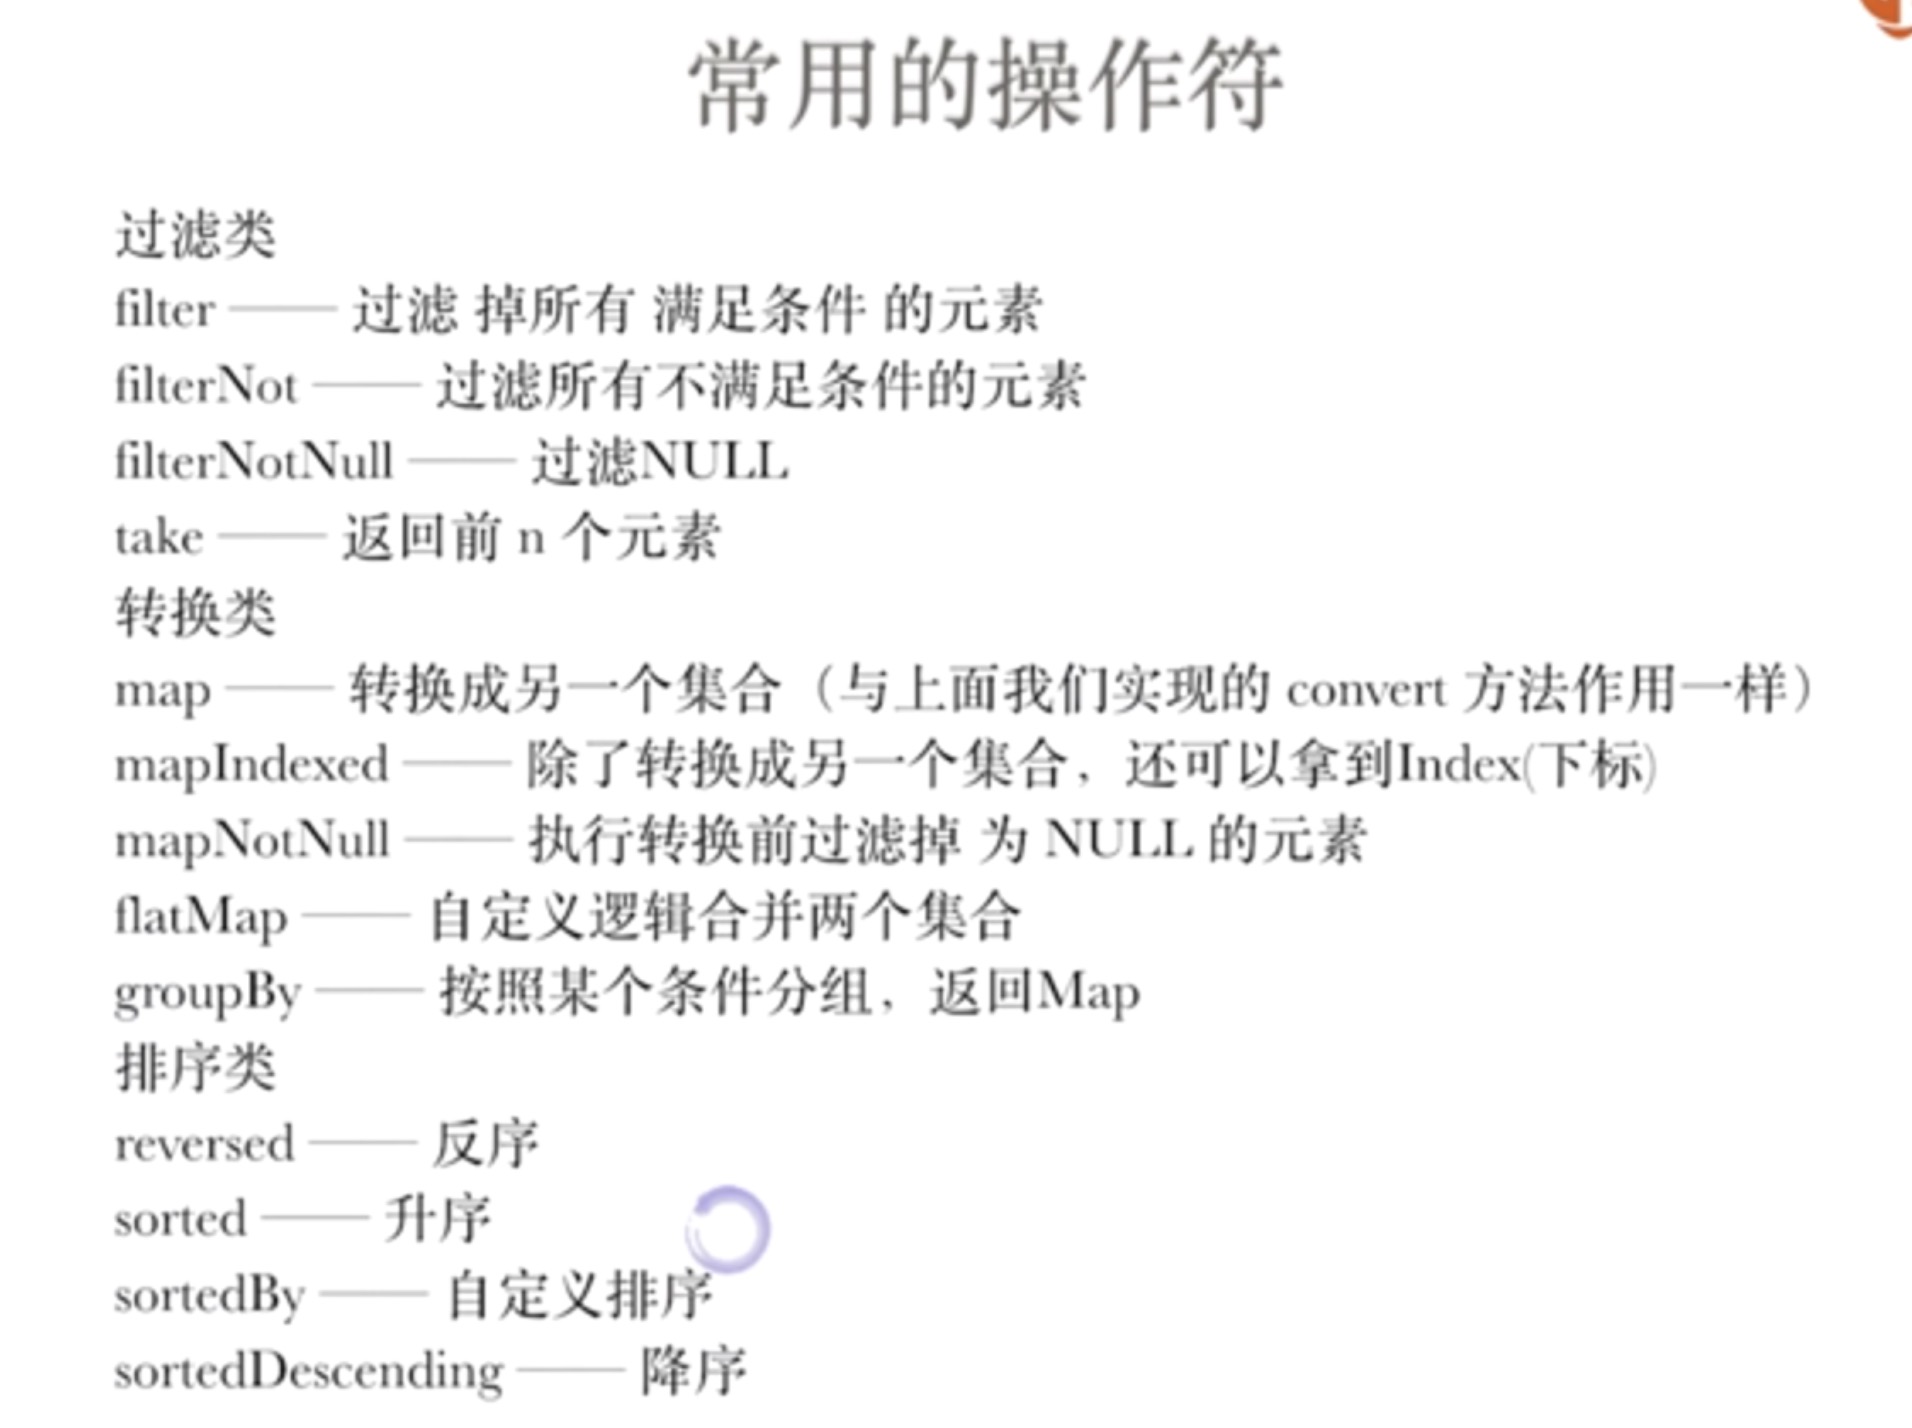 常用的操作符
过滤类
filter —— 过滤 掉所有 满足条件 的元素
filterNot —— 过滤所有不满足条件的元素
filterNotNull —— 过滤NULL
take —— 返回前 n 个元素
转换类
map —— 转换成另一个集合（与上面我们实现的 convert 方法作用一样）
mapIndexed —— 除了转换成另一个集合，还可以拿到Index(下标)
mapNotNull —— 执行转换前过滤掉 为 NULL 的元素
flatMap —— 自定义逻辑合并两个集合
groupBy —— 按照某个条件分组，返回Map
排序类
reversed —— 反序
sorted —— 升序
sortedBy —— 自定义排序
sortedDescending —— 降序